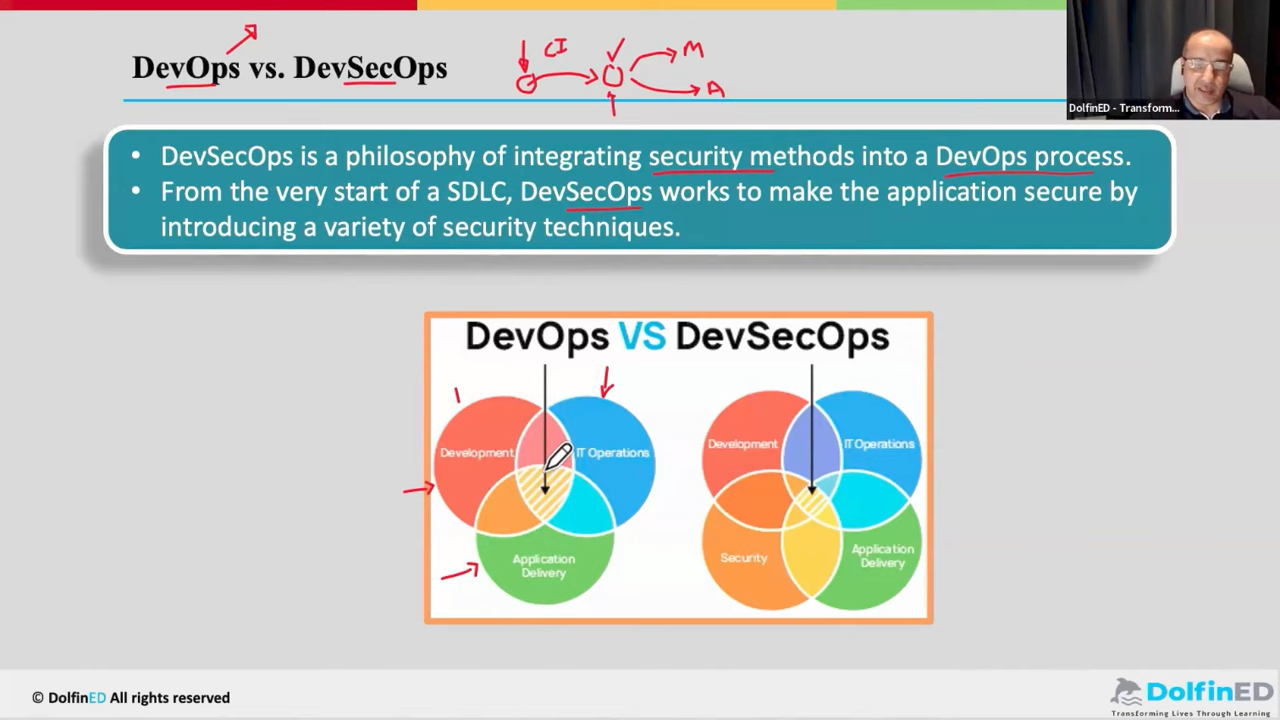 DevOps vs. DevSecOps
CI
M
A
DolfinED - Transform...
• DevSecOps is a philosophy of integrating security methods into a DevOps process.
• From the very start of a SDLC, DevSecOps works to make the application secure by
introducing a variety of security techniques.
DevOps VS DevSecOps
Development
IT Operations
Application
Delivery
Development
IT Operations
Security
Application
Delivery
© DolfinED All rights reserved
DolfinED
Transforming Lives Through Learning